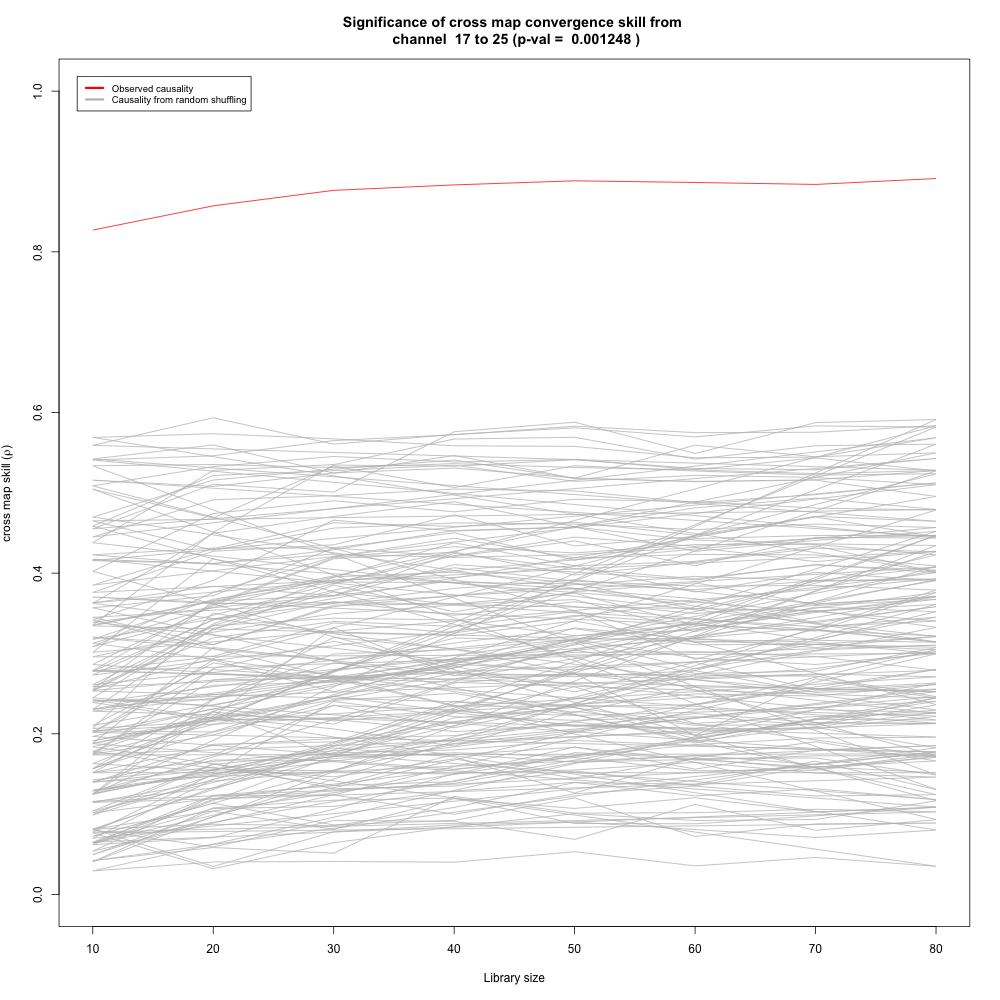 Significance of cross map convergence skill from
channel  17 to 25 (p-val =  0.001248 )
Observed causality
Causality from random shuffling
1.0
0.8
0.6
0.4
0.2
0.0
cross map skill (ρ)
10 20 30 40 50 60 70 80
Library size